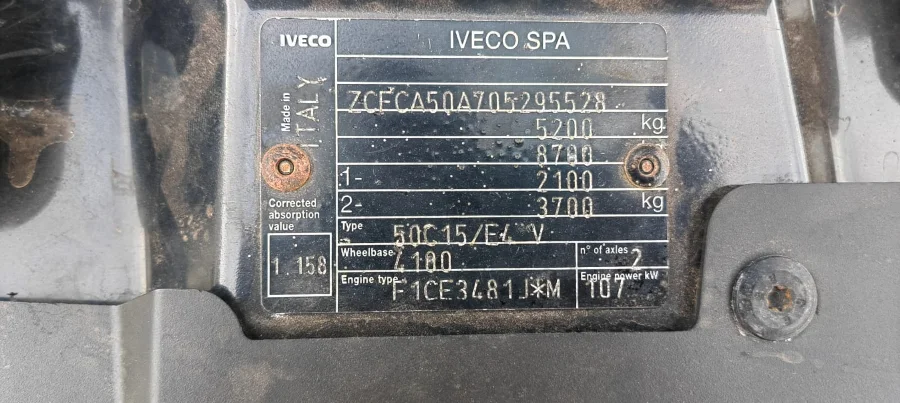 IVECO IVECO SPA
Made in ITALY
ZCFCA50A705295528
5200 kg
8700
1- 2100
2- 3700 kg
Corrected absorption value
1.158
Type 50C15/E4 V
Wheelbase 4100
n° of axles 2
Engine type F1CE3481J*M
Engine power kW 107